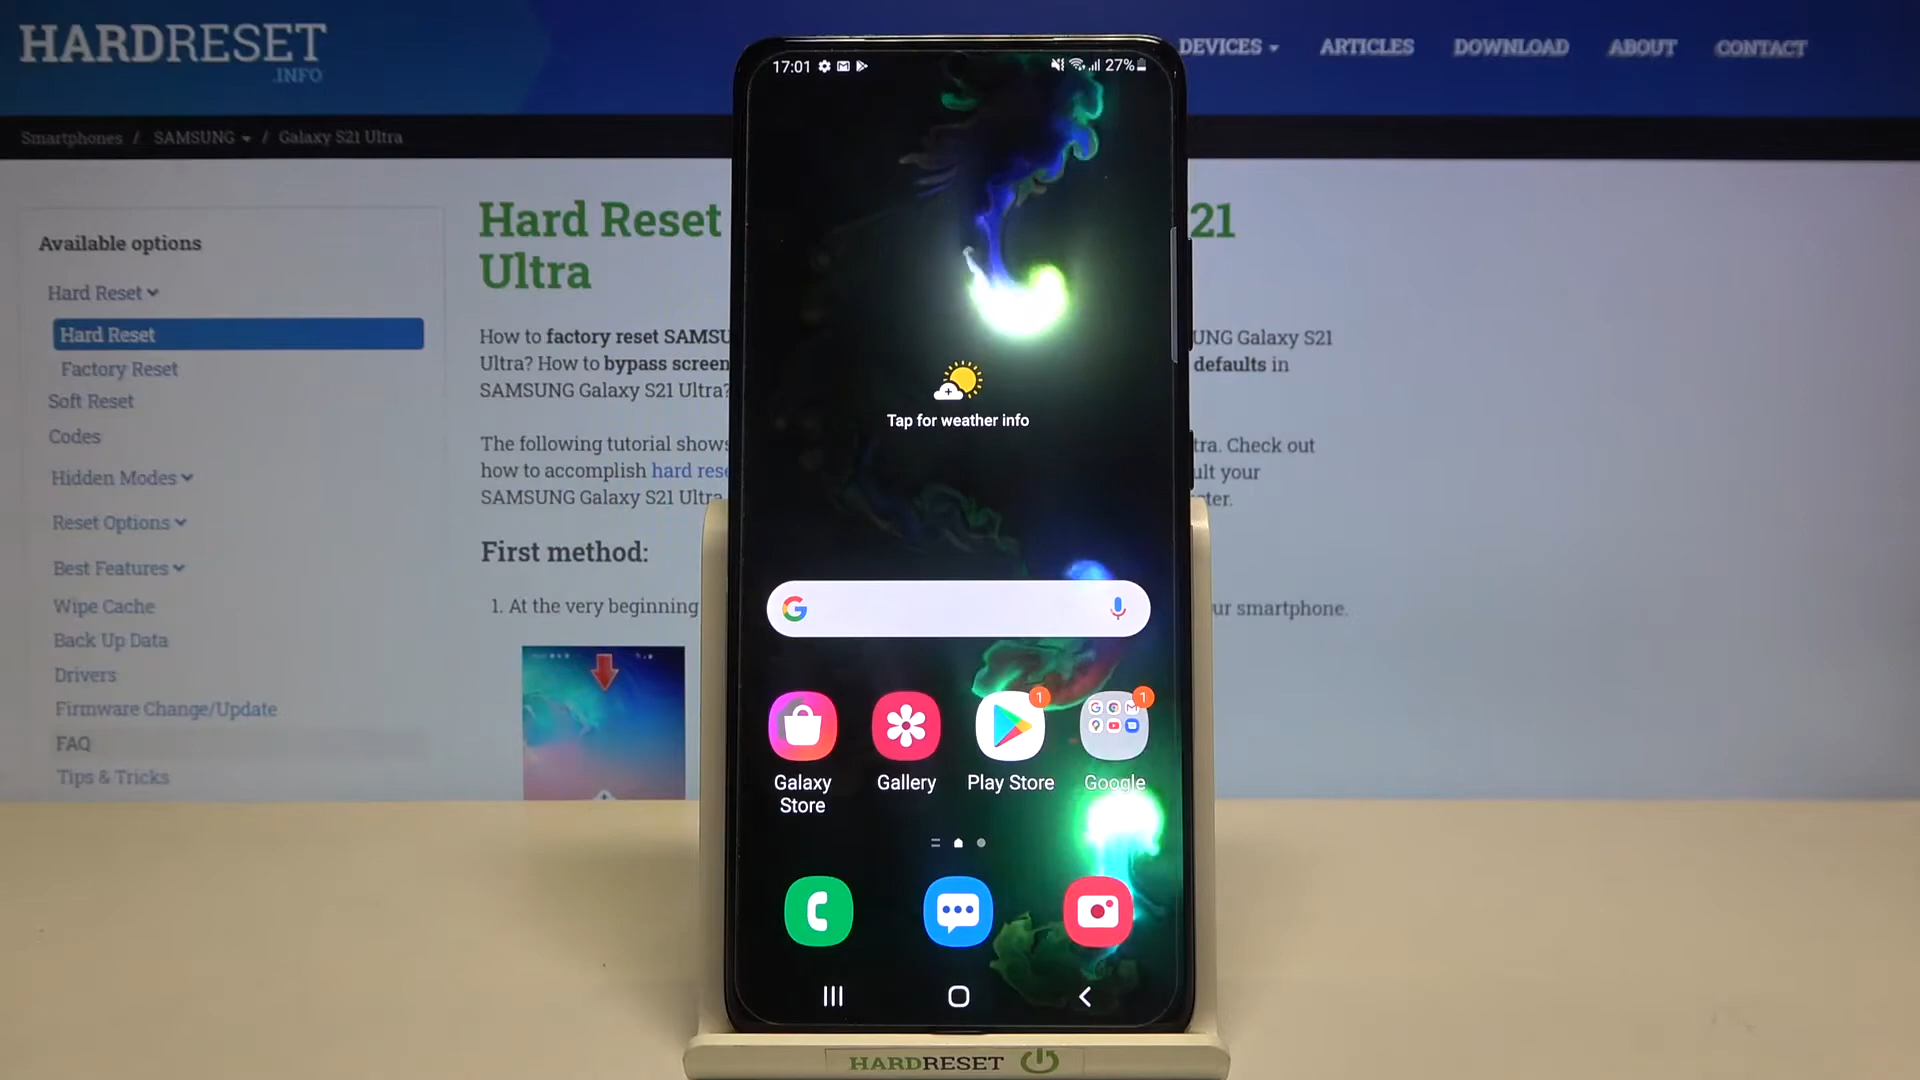 HARDRESET
.INFO
DEVICES
ARTICLES
DOWNLOAD
ABOUT
CONTACT
Smartphones / SAMSUNG / Galaxy S21 Ultra
Available options
Hard Reset
Hard Reset
Factory Reset
Soft Reset
Codes
Hidden Modes
Reset Options
Best Features
Wipe Cache
Back Up Data
Drivers
Firmware Change/Update
FAQ
Tips & Tricks
Hard Reset 21
Ultra
How to factory reset SAMSU UNG Galaxy S21
Ultra? How to bypass screen defaults in
SAMSUNG Galaxy S21 Ultra?
The following tutorial shows tra. Check out
how to accomplish hard rese ult your
SAMSUNG Galaxy S21 Ultra ter.
First method:
1. At the very beginning ur smartphone.
17:01
27%
Tap for weather info
G
1
1
Galaxy
Store
Gallery
Play Store
Google
HARDRESET